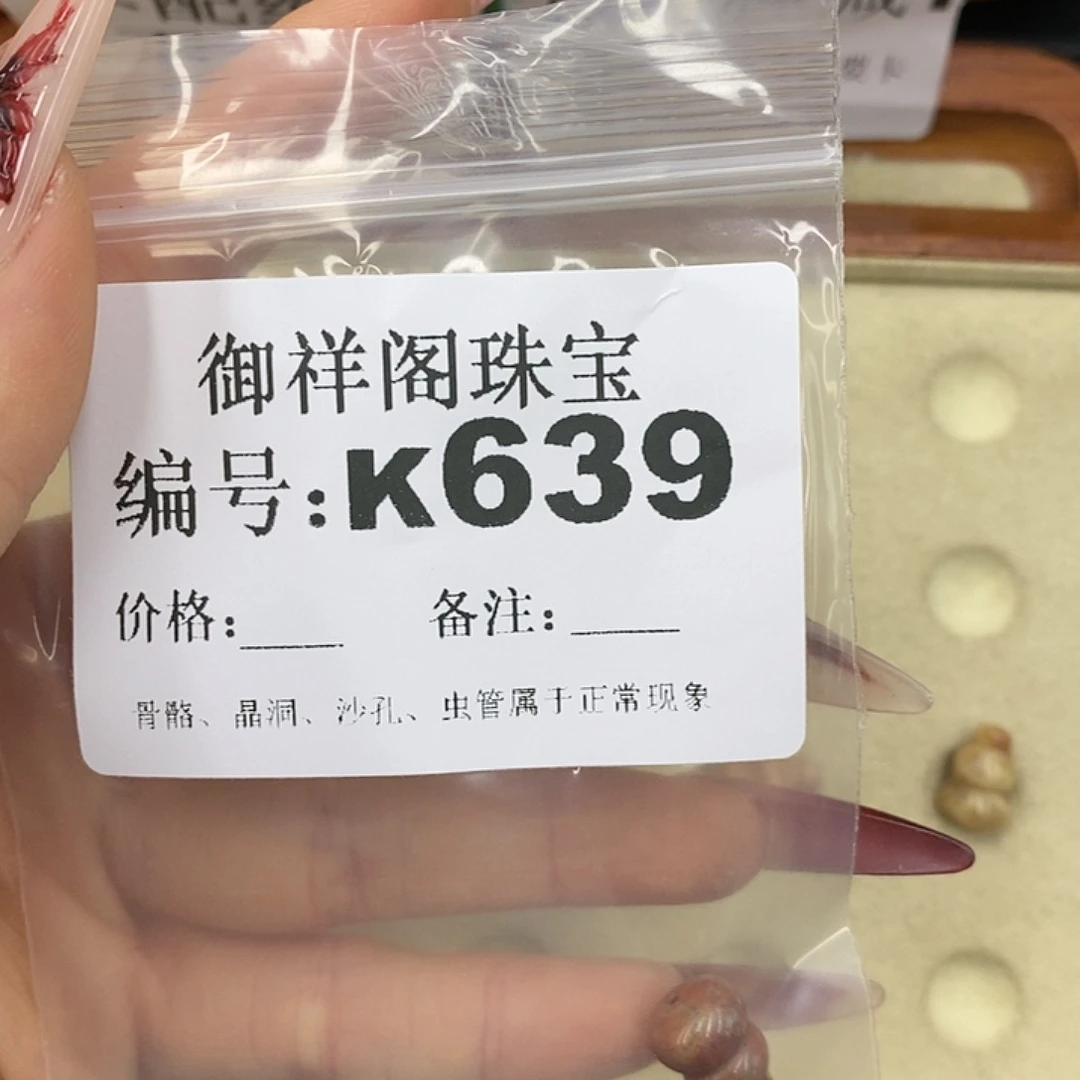 御祥阁珠宝
编号:K639
价格:____ 备注:____
骨骼、晶洞、沙孔、虫管属于正常现象